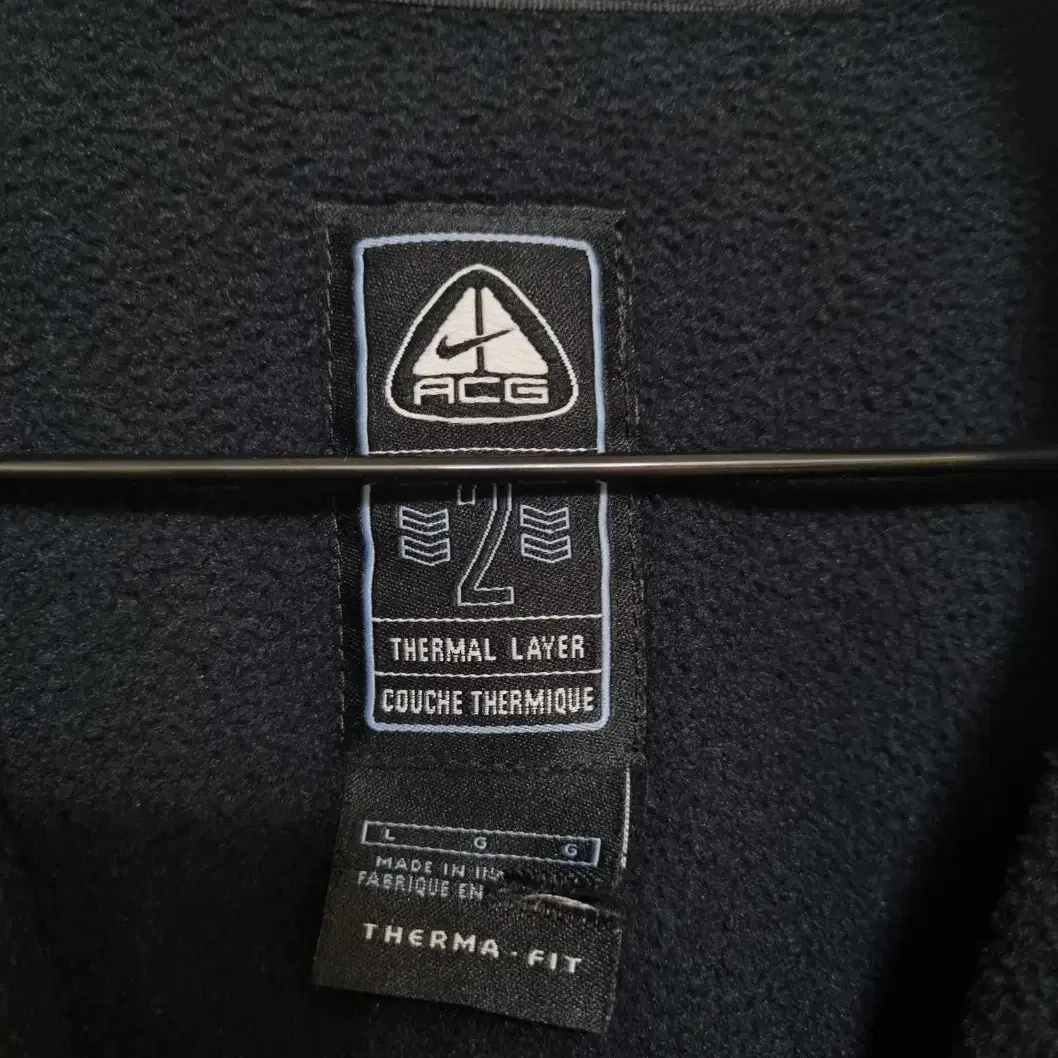 ACG
2
THERMAL LAYER
COUCHE THERMIQUE
L G G
MADE IN
FABRIQUE EN
THERMA-FIT